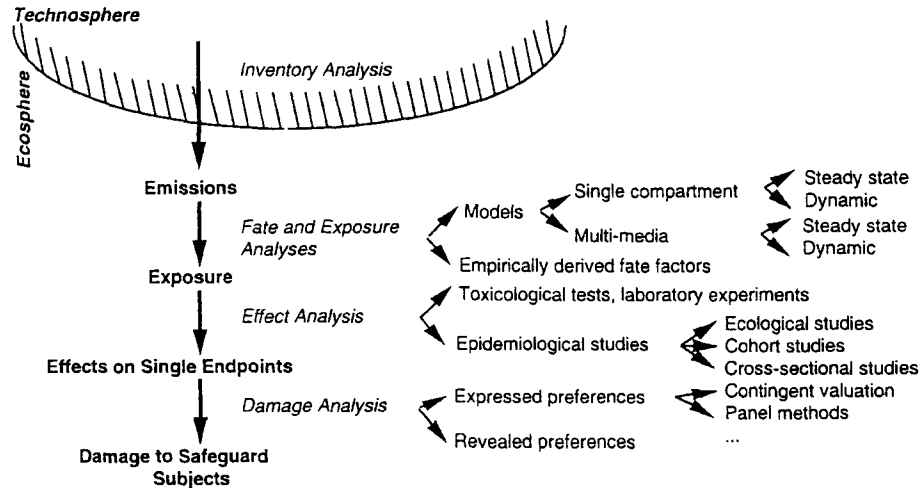 Technosphere
Ecosphere
Inventory Analysis
Emissions
Fate and Exposure
Analyses
Models
Single compartment
Steady state
Dynamic
Multi-media
Steady state
Dynamic
Empirically derived fate factors
Exposure
Effect Analysis
Toxicological tests, laboratory experiments
Epidemiological studies
Ecological studies
Cohort studies
Cross-sectional studies
Effects on Single Endpoints
Damage Analysis
Expressed preferences
Contingent valuation
Panel methods
Revealed preferences
...
Damage to Safeguard
Subjects